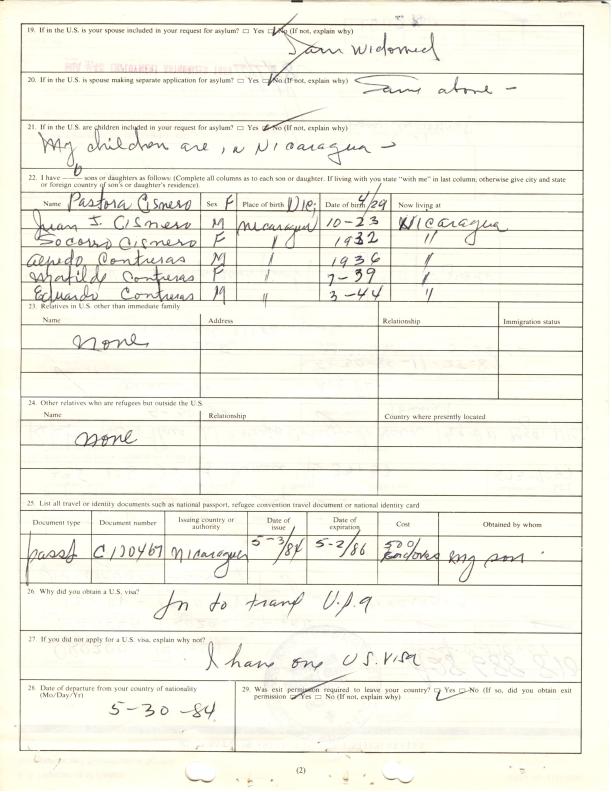 19. If in the U.S. is your spouse included in your request for asylum? ☐ Yes ☑ No (If not, explain why)
I am Widowed
20. If in the U.S. is spouse making separate application for asylum? ☐ Yes ☑ No (If not, explain why)
Same above -
21. If in the U.S. are children included in your request for asylum? ☐ Yes ☑ No (If not, explain why)
My children are in Nicaragua -
22. I have 6 sons or daughters as follows: (Complete all columns as to each son or daughter. If living with you state "with me" in last column, otherwise give city and state
or foreign country of son's or daughter's residence).
Name Sex Place of birth Date of birth Now living at
Pastora Cisnero F Nic; 4/29
Juan J. Cisnero M Nicaragua 10-23 Nicaragua
Socorro Cisnero F " 1932 "
Alfredo Contreras M " 1936 "
Contreras F " 7-39 "
Eduardo Contreras M " 3-44 "
23. Relatives in U.S. other than immediate family
Name Address Relationship Immigration status
none
24. Other relatives who are refugees but outside the U.S.
Name Relationship Country where presently located
none
25. List all travel or identity documents such as national passport, refugee convention travel document or national identity card
Document type Document number Issuing country or authority Date of issue Date of expiration Cost Obtained by whom
passt C120467 Nicaragua 5-3/84 5-2/86 500 my son
26. Why did you obtain a U.S. visa?
In to tranf U.S.A
27. If you did not apply for a U.S. visa, explain why not?
I have one U.S. VISA
28. Date of departure from your country of nationality
(Mo/Day/Yr)
5-30-84
29. Was exit permission required to leave your country? ☑ Yes ☐ No (If so, did you obtain exit
permission ☑ Yes ☐ No (If not, explain why)
(2)